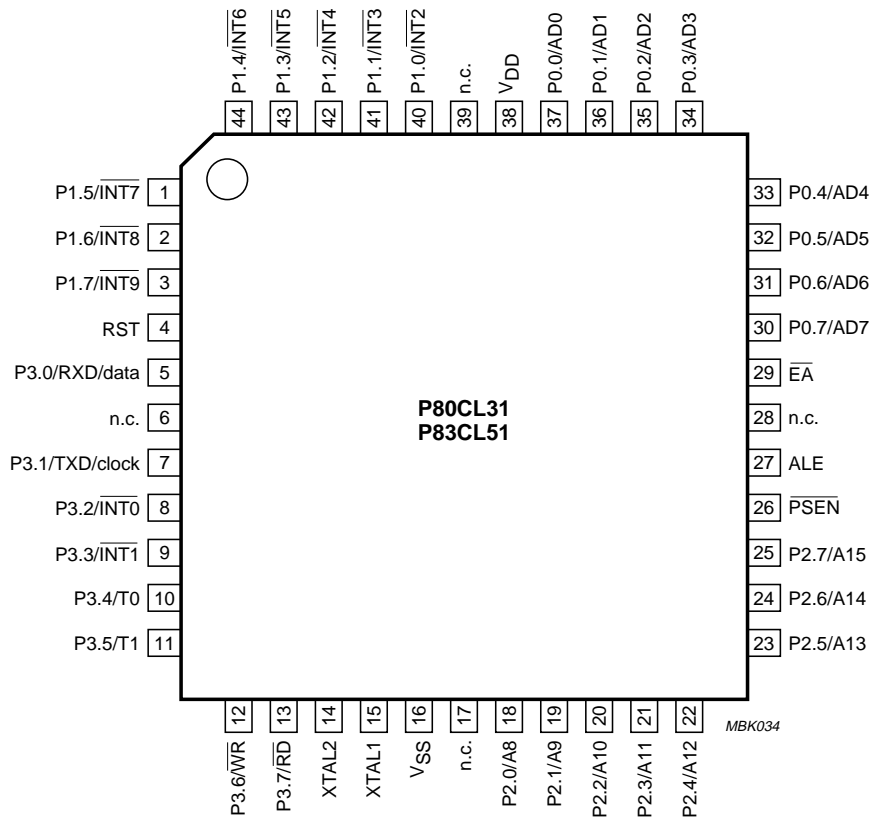 P1.4/INT6
P1.3/INT5
P1.2/INT4
P1.1/INT3
P1.0/INT2
n.c.
VDD
P0.0/AD0
P0.1/AD1
P0.2/AD2
P0.3/AD3
44 43 42 41 40 39 38 37 36 35 34
P1.5/INT7 1
P1.6/INT8 2
P1.7/INT9 3
RST 4
P3.0/RXD/data 5
n.c. 6
P3.1/TXD/clock 7
P3.2/INT0 8
P3.3/INT1 9
P3.4/T0 10
P3.5/T1 11
P80CL31
P83CL51
33 P0.4/AD4
32 P0.5/AD5
31 P0.6/AD6
30 P0.7/AD7
29 EA
28 n.c.
27 ALE
26 PSEN
25 P2.7/A15
24 P2.6/A14
23 P2.5/A13
12 13 14 15 16 17 18 19 20 21 22
P3.6/WR
P3.7/RD
XTAL2
XTAL1
VSS
n.c.
P2.0/A8
P2.1/A9
P2.2/A10
P2.3/A11
P2.4/A12
MBK034